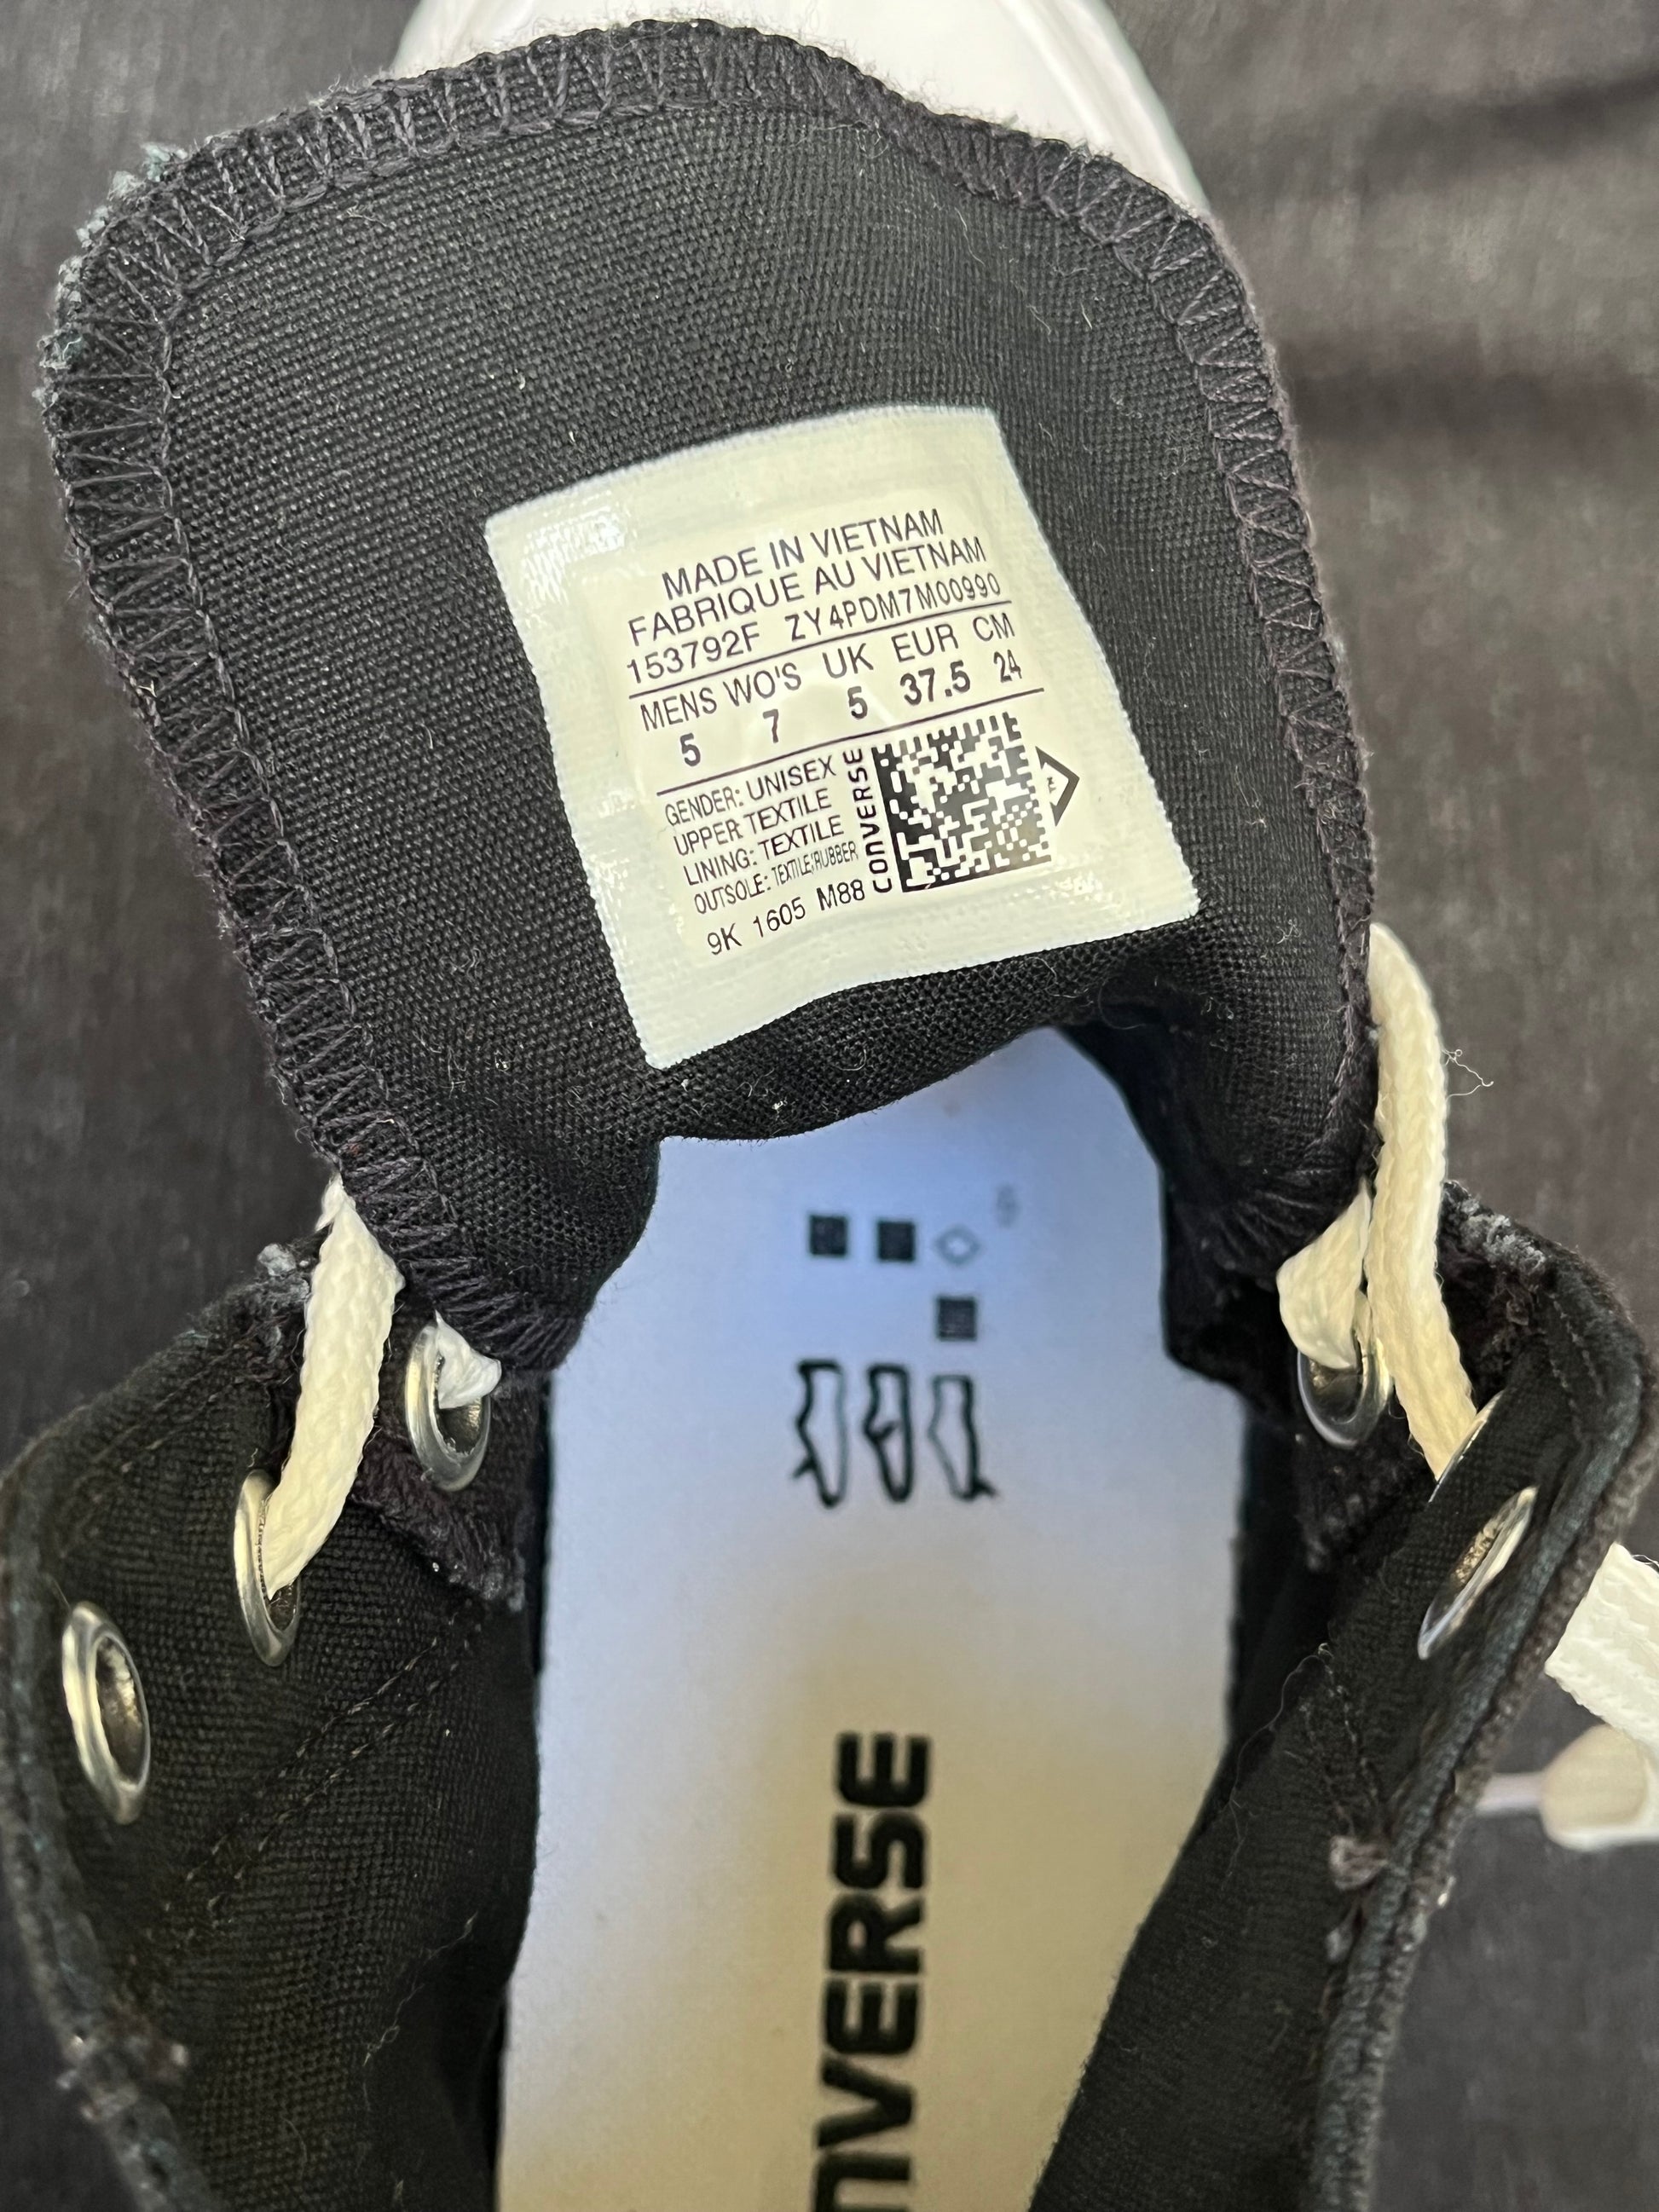 MADE IN VIETNAM
FABRIQUE AU VIETNAM
153792F ZY4PDM7M00990
MENS WO'S UK EUR CM
5 7 5 37.5 24
GENDER: UNISEX
UPPER: TEXTILE
LINING: TEXTILE
OUTSOLE: TEXTILE/RUBBER
9K 1605 M88
CONVERSE
NVERSE